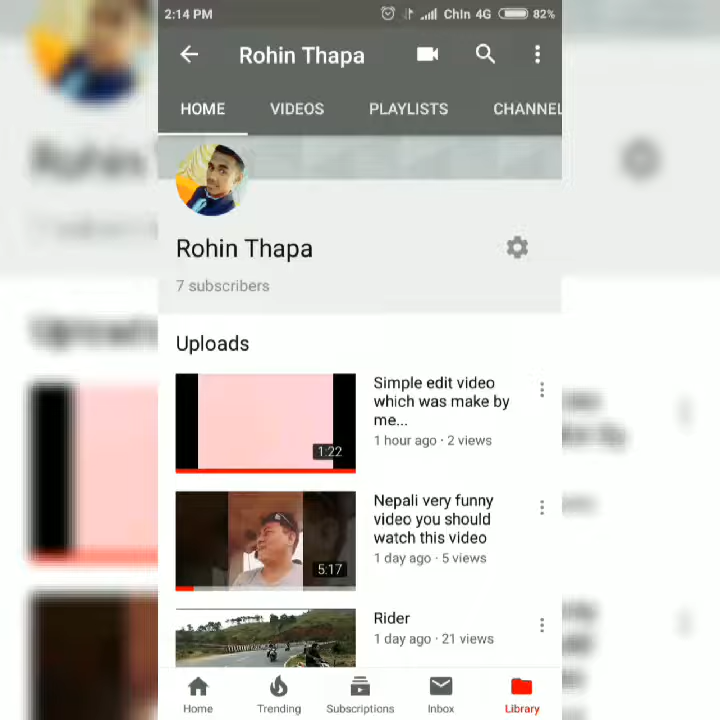 2:14 PM ChIn 4G 82%
Rohin Thapa
HOME VIDEOS PLAYLISTS CHANNEL
Rohin Thapa
7 subscribers
Uploads
Simple edit video
which was make by
me...
1 hour ago · 2 views
1:22
Nepali very funny
video you should
watch this video
1 day ago · 5 views
5:17
Rider
1 day ago · 21 views
Home Trending Subscriptions Inbox Library